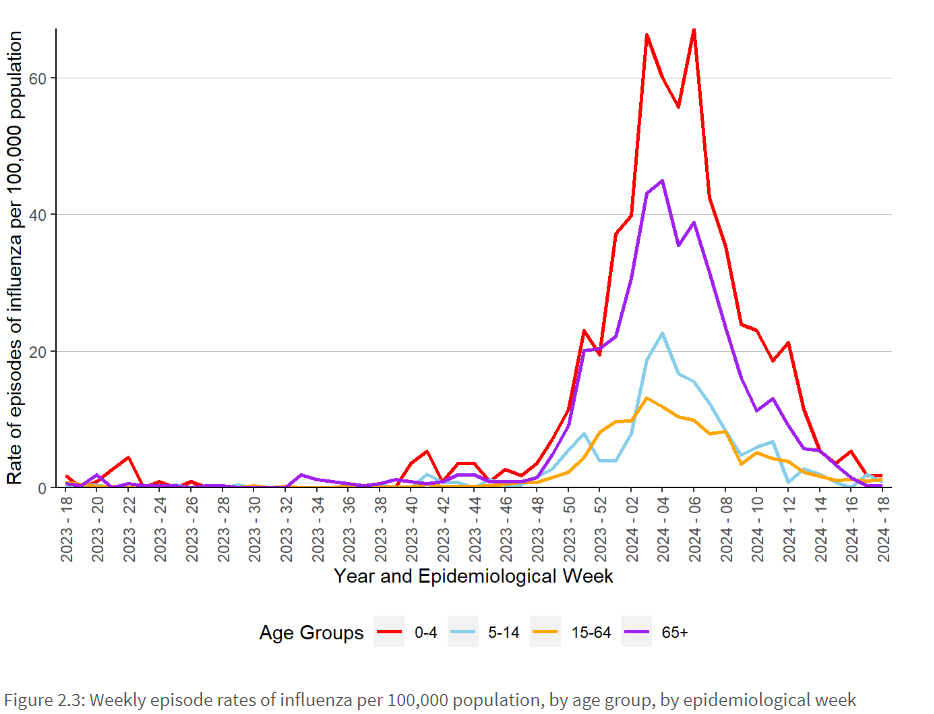 Rate of episodes of influenza per 100,000 population
60
40
20
0
2023 - 18
2023 - 20
2023 - 22
2023 - 24
2023 - 26
2023 - 28
2023 - 30
2023 - 32
2023 - 34
2023 - 36
2023 - 38
2023 - 40
2023 - 42
2023 - 44
2023 - 46
2023 - 48
2023 - 50
2023 - 52
2024 - 02
2024 - 04
2024 - 06
2024 - 08
2024 - 10
2024 - 12
2024 - 14
2024 - 16
2024 - 18
Year and Epidemiological Week
Age Groups 0-4 5-14 15-64 65+
Figure 2.3: Weekly episode rates of influenza per 100,000 population, by age group, by epidemiological week